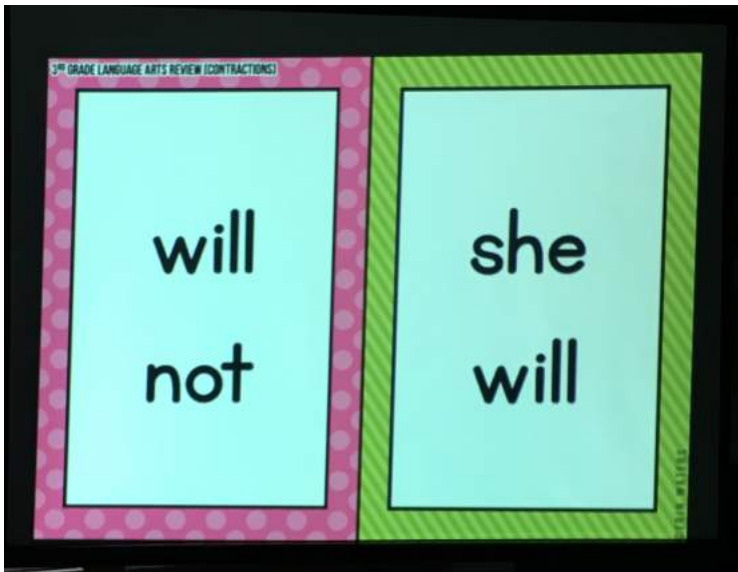 3RD GRADE LANGUAGE ARTS REVIEW (CONTRACTIONS)
will
not
she
will